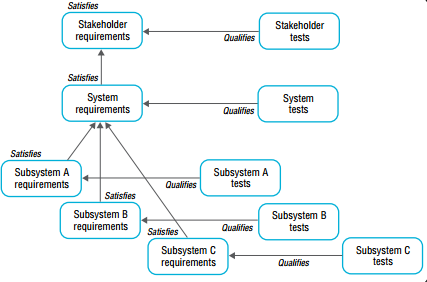 Satisfies
Stakeholder
requirements
Qualifies
Stakeholder
tests
Satisfies
System
requirements
Qualifies
System
tests
Satisfies
Subsystem A
requirements
Qualifies
Subsystem A
tests
Satisfies
Subsystem B
requirements
Qualifies
Subsystem B
tests
Satisfies
Subsystem C
requirements
Qualifies
Subsystem C
tests